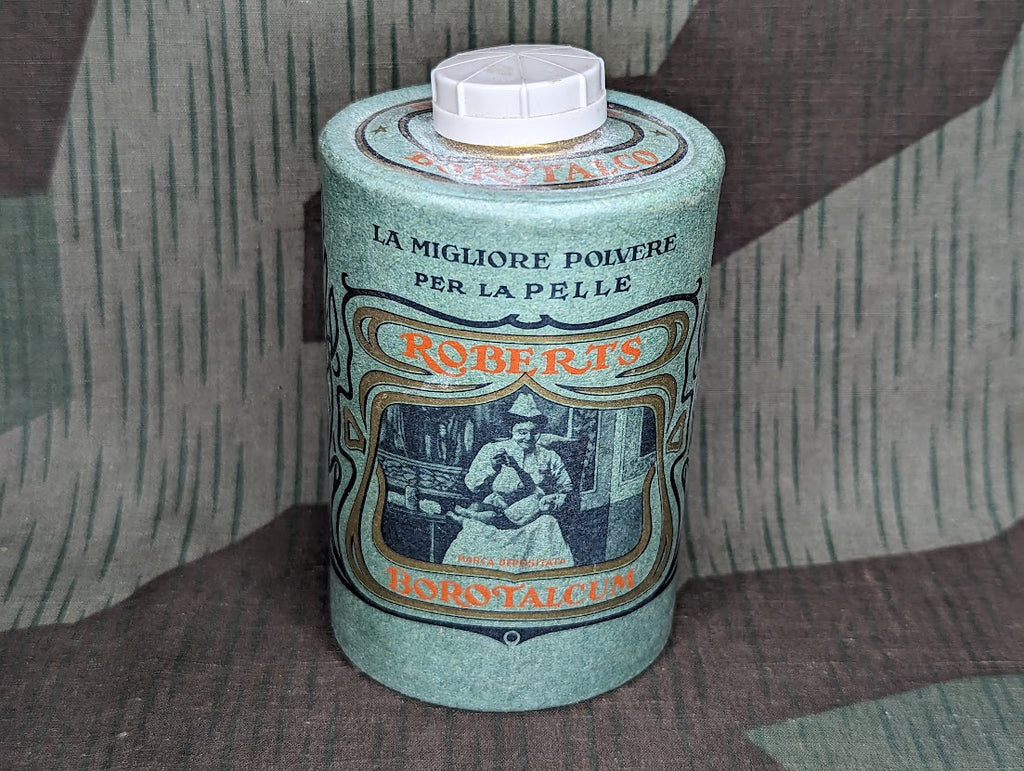 BOROTALCO
LA MIGLIORE POLVERE
PER LA PELLE
ROBERTS
MARCA DEPOSITATA
BOROTALCUM